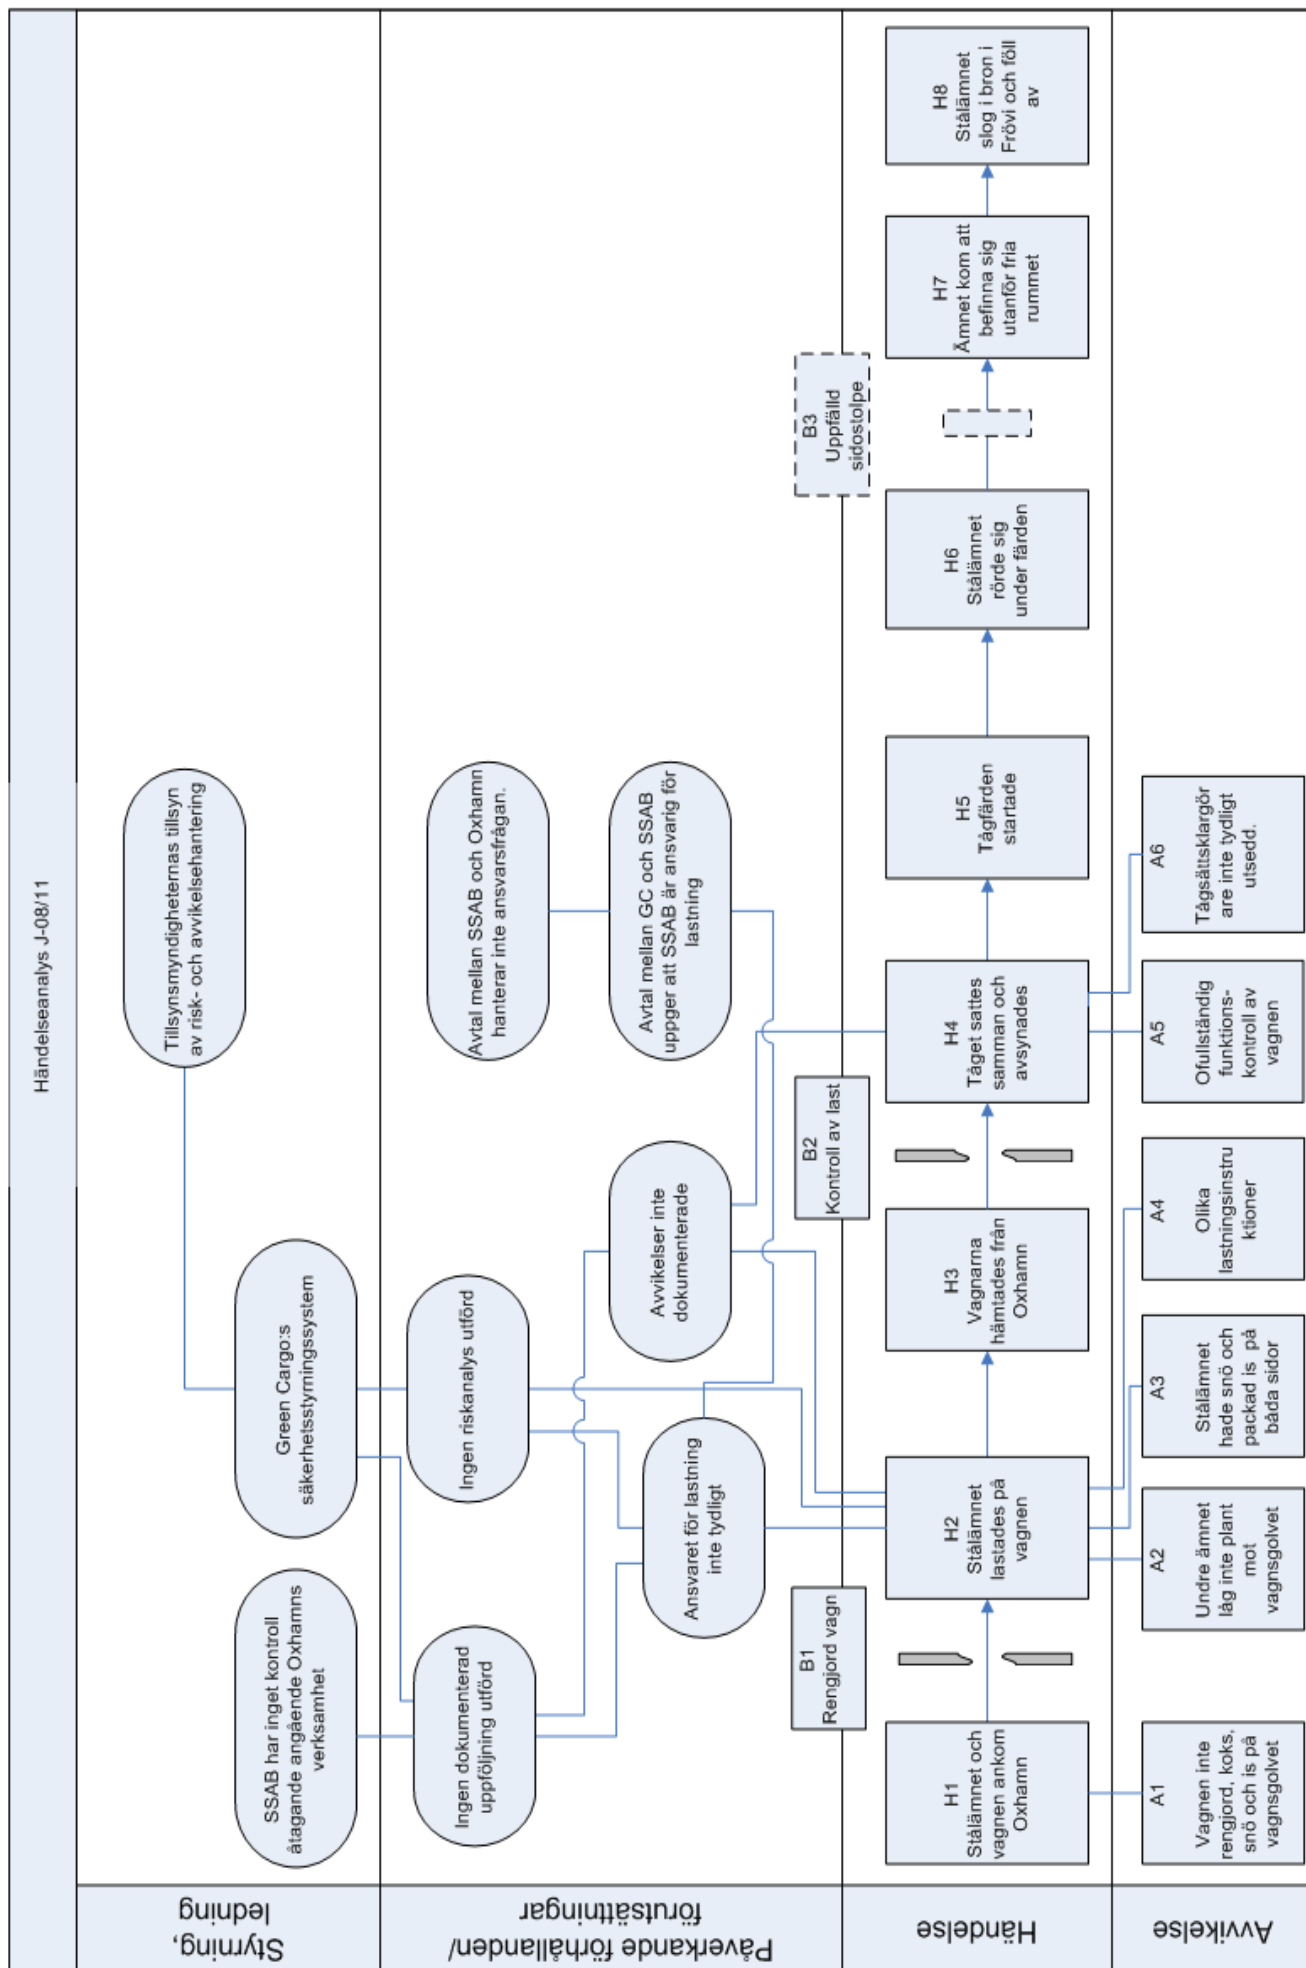 Händelseanalys J-08/11
Styrning,
ledning
SSAB har inget kontroll
åtagande angående Oxhamns
verksamhet
Green Cargo:s
säkerhetsstyrningssystem
Tillsynsmyndigheternas tillsyn
av risk- och avvikelsehantering
Påverkande förhållanden/
förutsättningar
Ingen dokumenterad
uppföljning utförd
Ingen riskanalys utförd
Avtal mellan SSAB och Oxhamn
hanterar inte ansvarsfrågan.
Ansvaret för lastning
inte tydligt
Avvikelser inte
dokumenterade
Avtal mellan GC och SSAB
uppger att SSAB är ansvarig för
lastning
B1
Rengjord vagn
B2
Kontroll av last
B3
Uppfälld
sidostolpe
Händelse
H1
Stålämnet och
vagnen ankom
Oxhamn
H2
Stålämnet
lastades på
vagnen
H3
Vagnarna
hämtades från
Oxhamn
H4
Tåget sattes
samman och
avsynades
H5
Tågfärden
startade
H6
Stålämnet
rörde sig
under färden
H7
Ämnet kom att
befinna sig
utanför fria
rummet
H8
Stålämnet
slog i bron i
Frövi och föll
av
Avvikelse
A1
Vagnen inte
rengjord, koks,
snö och is på
vagnsgolvet
A2
Undre ämnet
låg inte plant
mot
vagnsgolvet
A3
Stålämnet
hade snö och
packad is på
båda sidor
A4
Olika
lastningsinstru
ktioner
A5
Ofullständig
funktions-
kontroll av
vagnen
A6
Tågsättsklargör
are inte tydligt
utsedd.